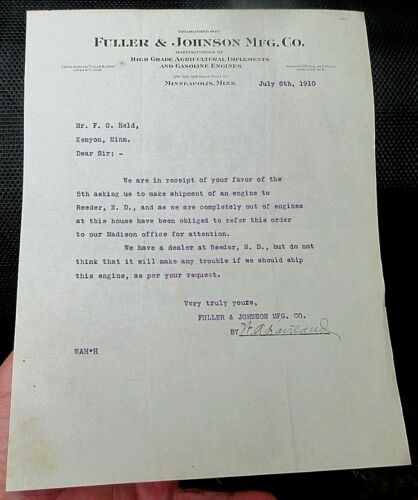 ESTABLISHED 1840
FULLER & JOHNSON MFG. CO.
MANUFACTURERS OF
HIGH GRADE AGRICULTURAL IMPLEMENTS
AND GASOLINE ENGINES
MINNEAPOLIS, MINN.
July 6th, 1910
Mr. F. G. Held,
Kenyon, Minn.
Dear Sir: -
We are in receipt of your favor of the
5th asking us to make shipment of an engine to
Reeder, N. D., and as we are completely out of engines
at this house have been obliged to refer this order
to our Madison office for attention.
We have a dealer at Reeder, N. D., but do not
think that it will make any trouble if we should ship
this engine, as per your request.
Very truly yours,
FULLER & JOHNSON MFG. CO.
BY
WAH*H